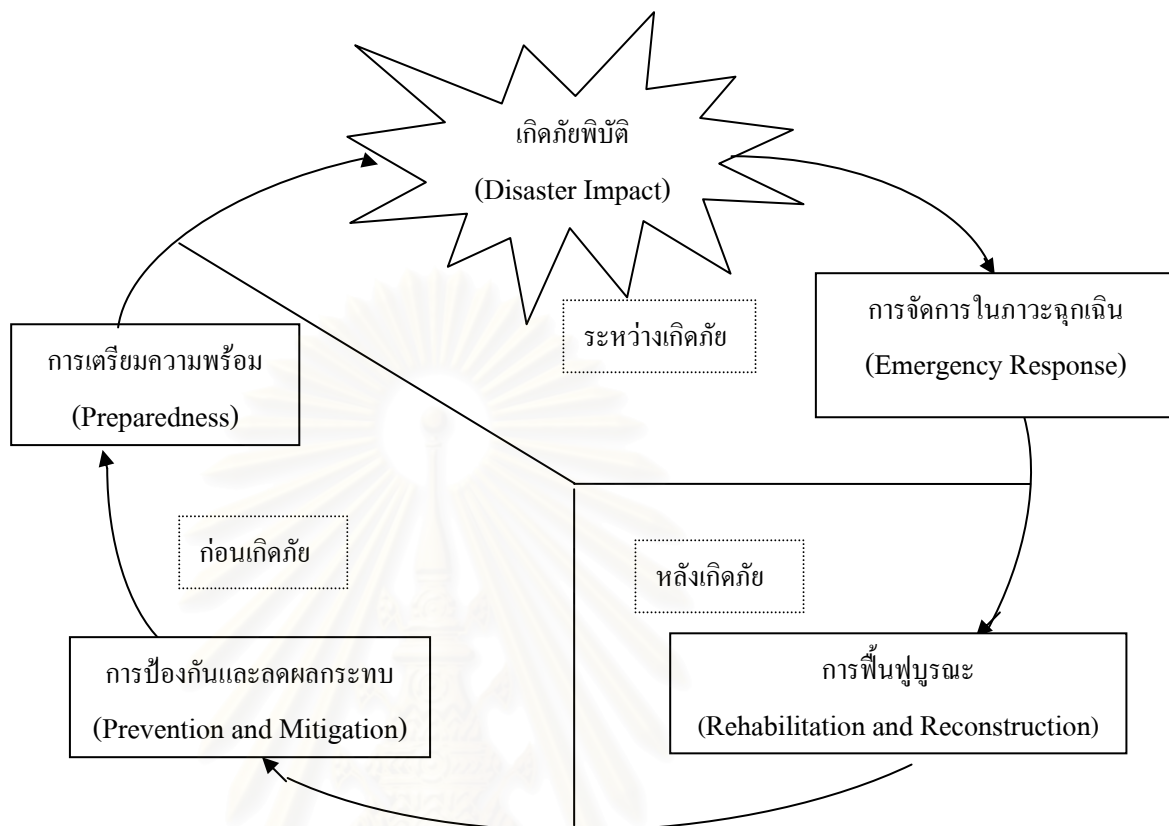 เกิดภัยพิบัติ
(Disaster Impact)
การจัดการในภาวะฉุกเฉิน
(Emergency Response)
ระหว่างเกิดภัย
การเตรียมความพร้อม
(Preparedness)
ก่อนเกิดภัย
หลังเกิดภัย
การป้องกันและลดผลกระทบ
(Prevention and Mitigation)
การฟื้นฟูบูรณะ
(Rehabilitation and Reconstruction)